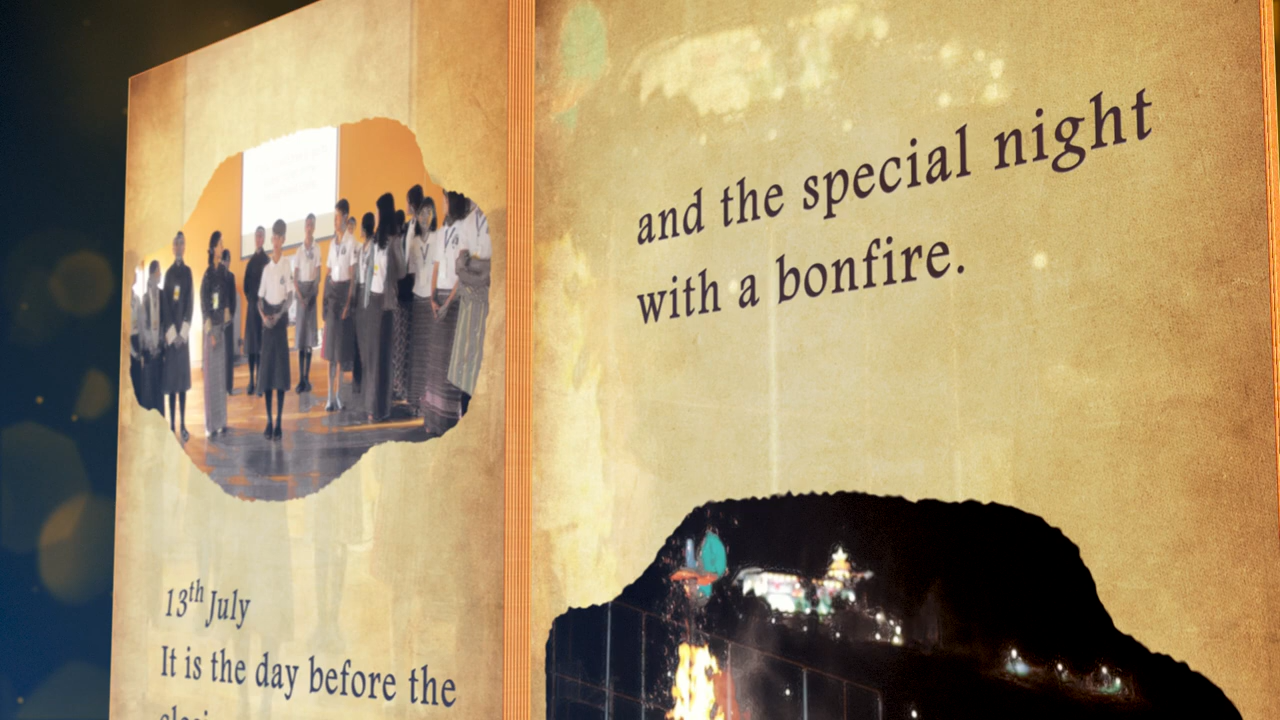 13th July
It is the day before the
and the special night
with a bonfire.